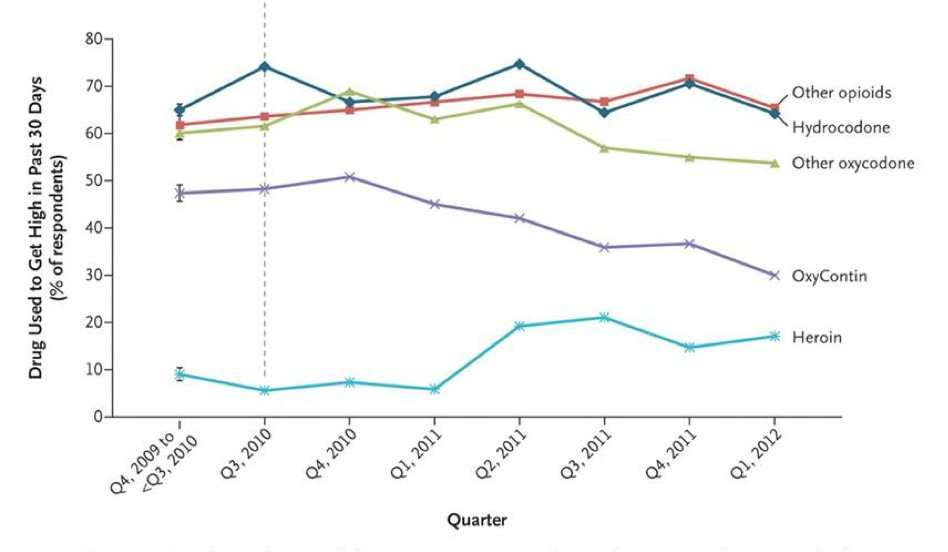 Drug Used to Get High in Past 30 Days
(% of respondents)
80
70
60
50
40
30
20
10
0
Other opioids
Hydrocodone
Other oxycodone
OxyContin
Heroin
Q4, 2009 to
<Q3, 2010
Q3, 2010
Q4, 2010
Q1, 2011
Q2, 2011
Q3, 2011
Q4, 2011
Q1, 2012
Quarter